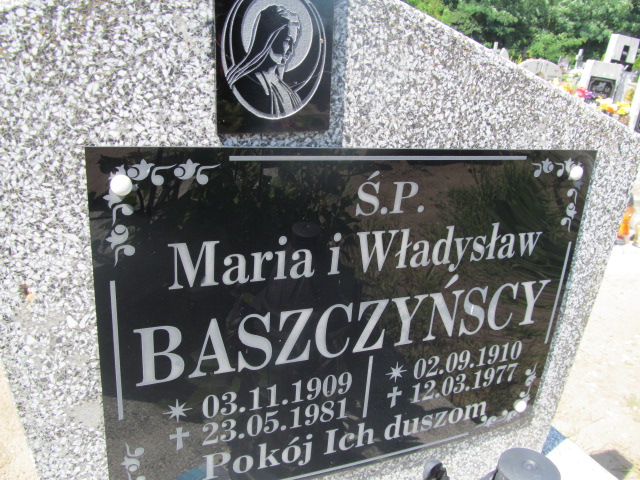 Ś.P.
Maria i Władysław
BASZCZYŃSCY
03.11.1909
23.05.1981
02.09.1910
12.03.1977
Pokój Ich duszom